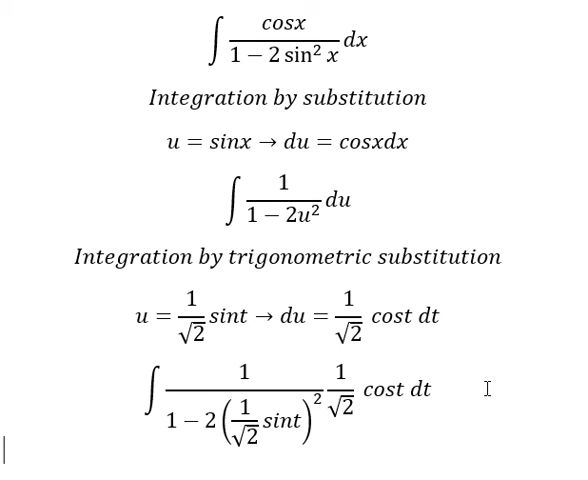 ∫ cosx / (1 − 2 sin² x) dx
Integration by substitution
u = sinx → du = cosxdx
∫ 1 / (1 − 2u²) du
Integration by trigonometric substitution
u = 1/√2 sint → du = 1/√2 cost dt
∫ 1 / (1 − 2(1/√2 sint)²) 1/√2 cost dt